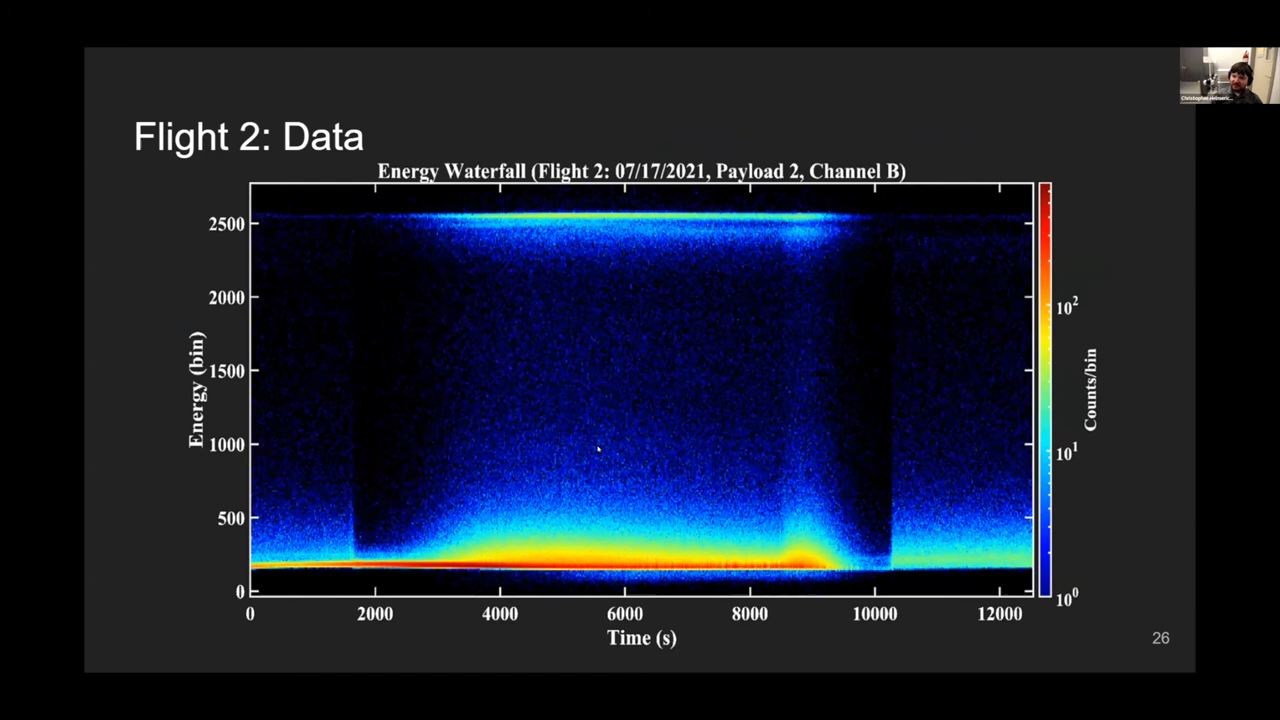 Flight 2: Data
Energy Waterfall (Flight 2: 07/17/2021, Payload 2, Channel B)
2500
2000
1500
1000
500
0
Energy (bin)
0 2000 4000 6000 8000 10000 12000
Time (s)
10²
10¹
10⁰
Counts/bin
26
Christopher